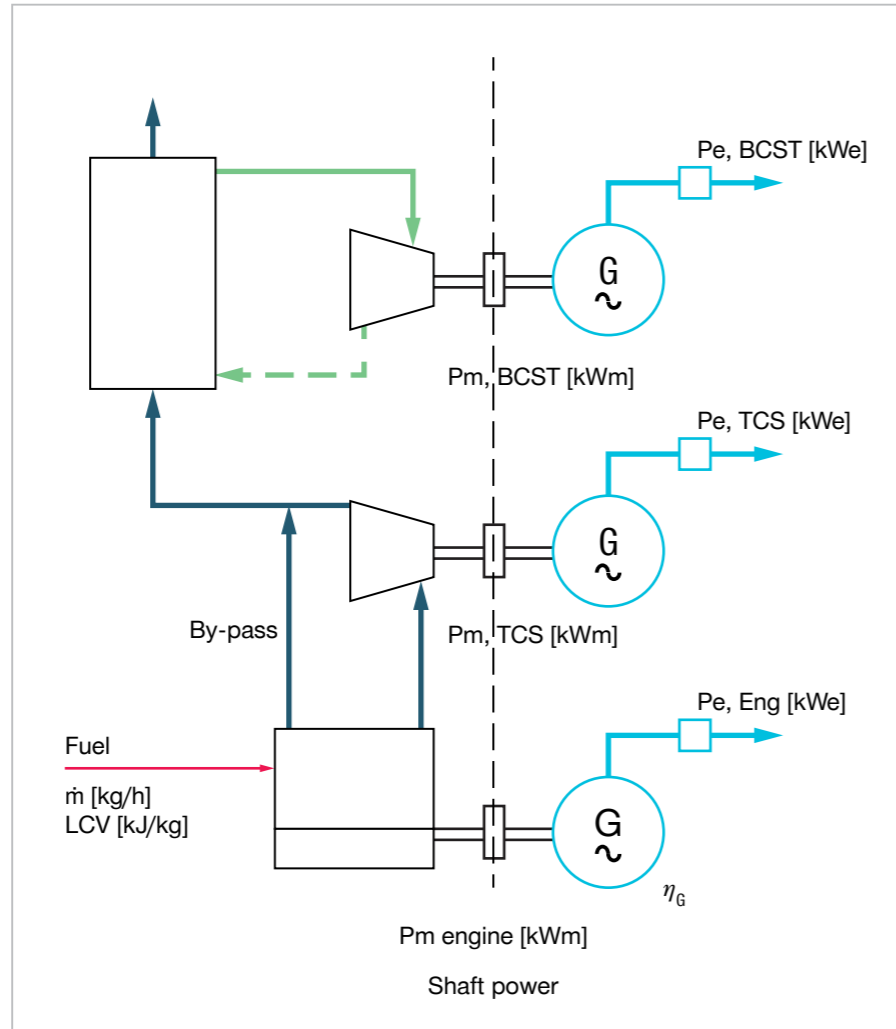 Pe, BCST [kWe]
G
Pm, BCST [kWm]
Pe, TCS [kWe]
G
By-pass
Pm, TCS [kWm]
Pe, Eng [kWe]
Fuel
ṁ [kg/h]
LCV [kJ/kg]
G
η_G
Pm engine [kWm]
Shaft power